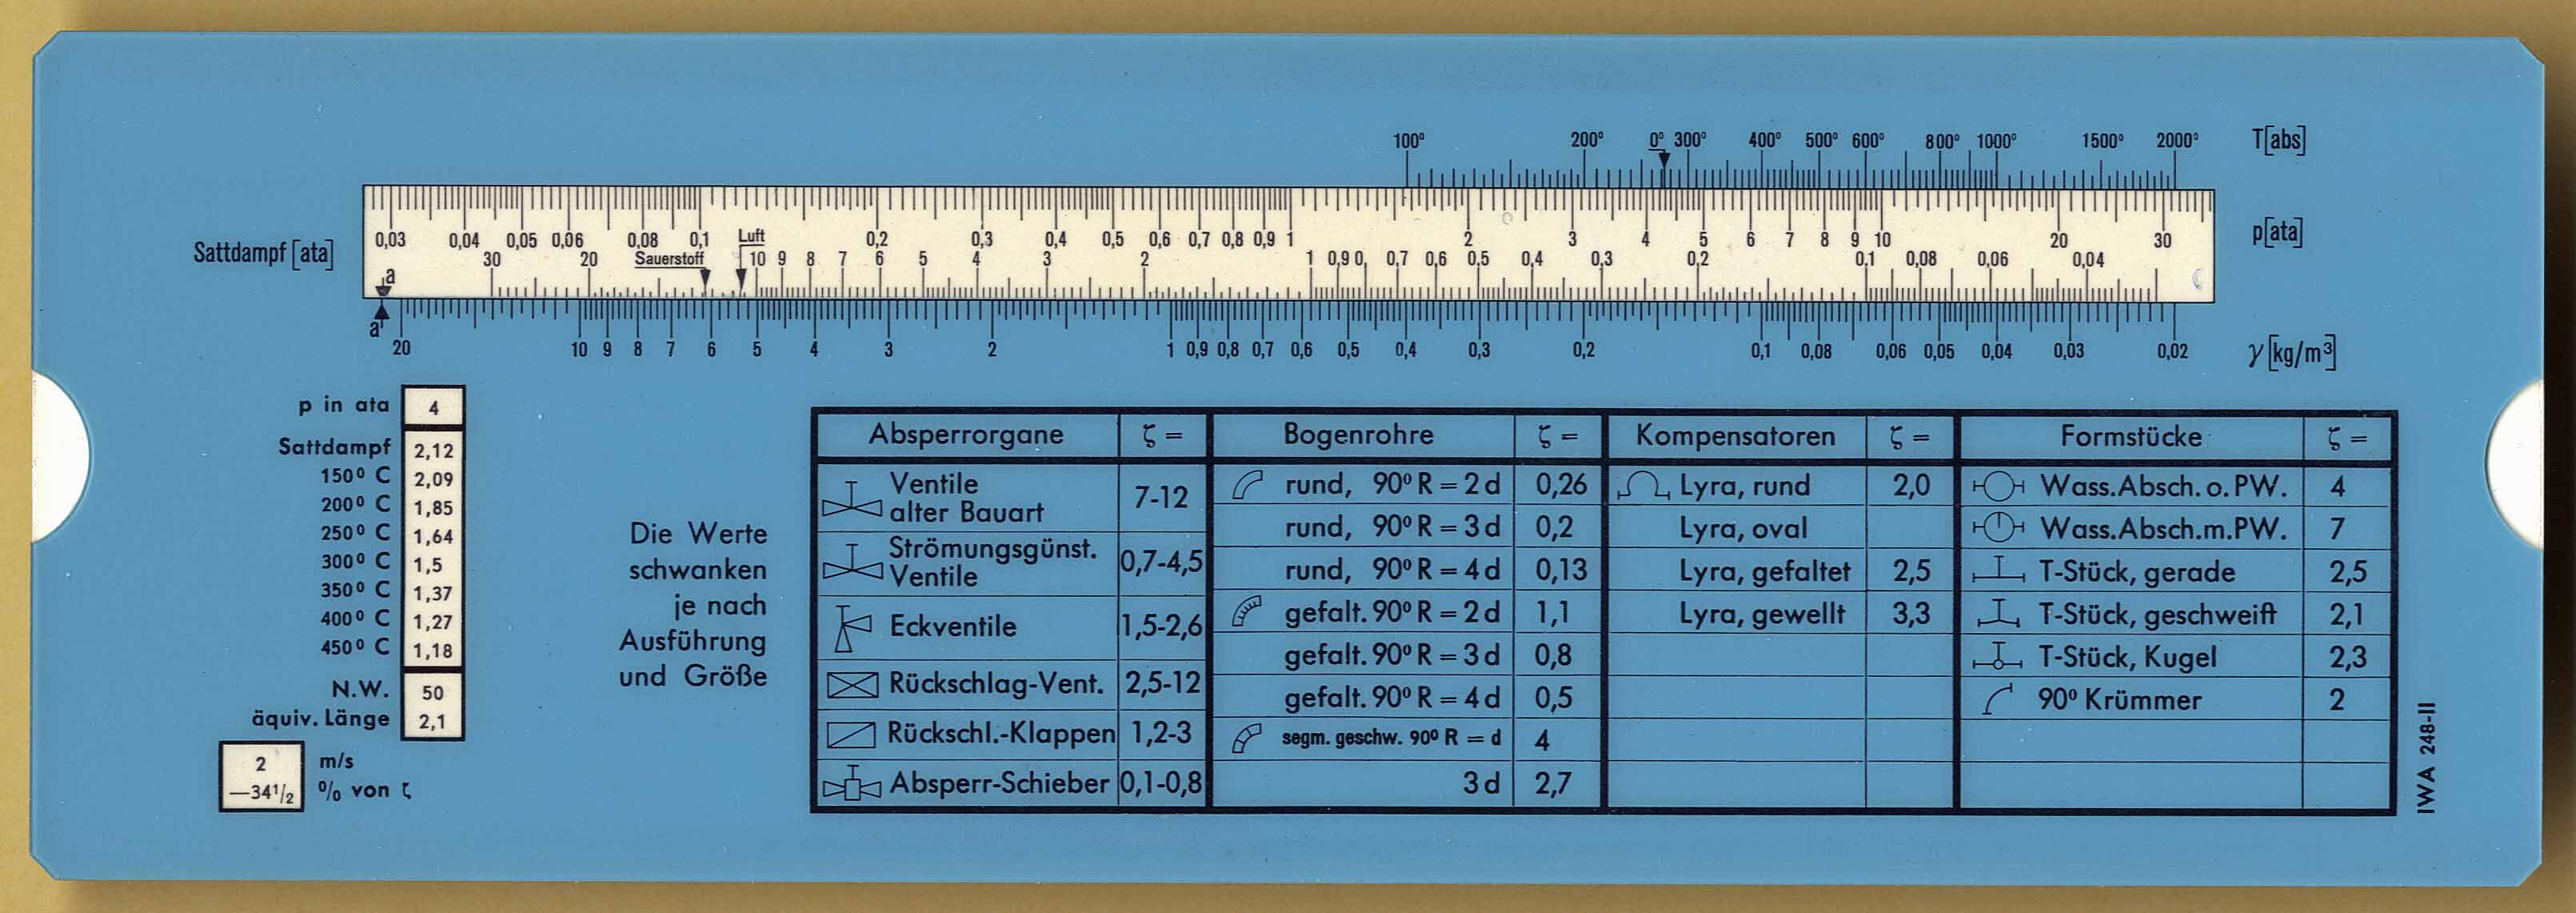 100° 200° 0° 300° 400° 500° 600° 800° 1000° 1500° 2000° T[abs]
0,03 0,04 0,05 0,06 0,08 0,1 Luft 0,2 0,3 0,4 0,5 0,6 0,7 0,8 0,9 1 2 3 4 5 6 7 8 9 10 20 30 p[ata]
Sattdampf [ata] 30 20 Sauerstoff 10 9 8 7 6 5 4 3 2 1 0,9 0, 0,7 0,6 0,5 0,4 0,3 0,2 0,1 0,08 0,06 0,04
a
a
20 10 9 8 7 6 5 4 3 2 1 0,9 0,8 0,7 0,6 0,5 0,4 0,3 0,2 0,1 0,08 0,06 0,05 0,04 0,03 0,02 γ[kg/m³]
p in ata 4
Sattdampf 2,12
150° C 2,09
200° C 1,85
250° C 1,64
300° C 1,5
350° C 1,37
400° C 1,27
450° C 1,18
N.W. 50
äquiv. Länge 2,1
2 m/s
—34½ % von ζ
Die Werte
schwanken
je nach
Ausführung
und Größe
Absperrorgane ζ =
Ventile
alter Bauart 7-12
Strömungsgünst.
Ventile 0,7-4,5
Eckventile 1,5-2,6
Rückschlag-Vent. 2,5-12
Rückschl.-Klappen 1,2-3
Absperr-Schieber 0,1-0,8
Bogenrohre ζ =
rund, 90° R = 2d 0,26
rund, 90° R = 3d 0,2
rund, 90° R = 4d 0,13
gefalt. 90° R = 2d 1,1
gefalt. 90° R = 3d 0,8
gefalt. 90° R = 4d 0,5
segm. geschw. 90° R = d 4
3d 2,7
Kompensatoren ζ =
Lyra, rund 2,0
Lyra, oval
Lyra, gefaltet 2,5
Lyra, gewellt 3,3
Formstücke ζ =
Wass.Absch. o. PW. 4
Wass.Absch.m.PW. 7
T-Stück, gerade 2,5
T-Stück, geschweift 2,1
T-Stück, Kugel 2,3
90° Krümmer 2
IWA 248-II